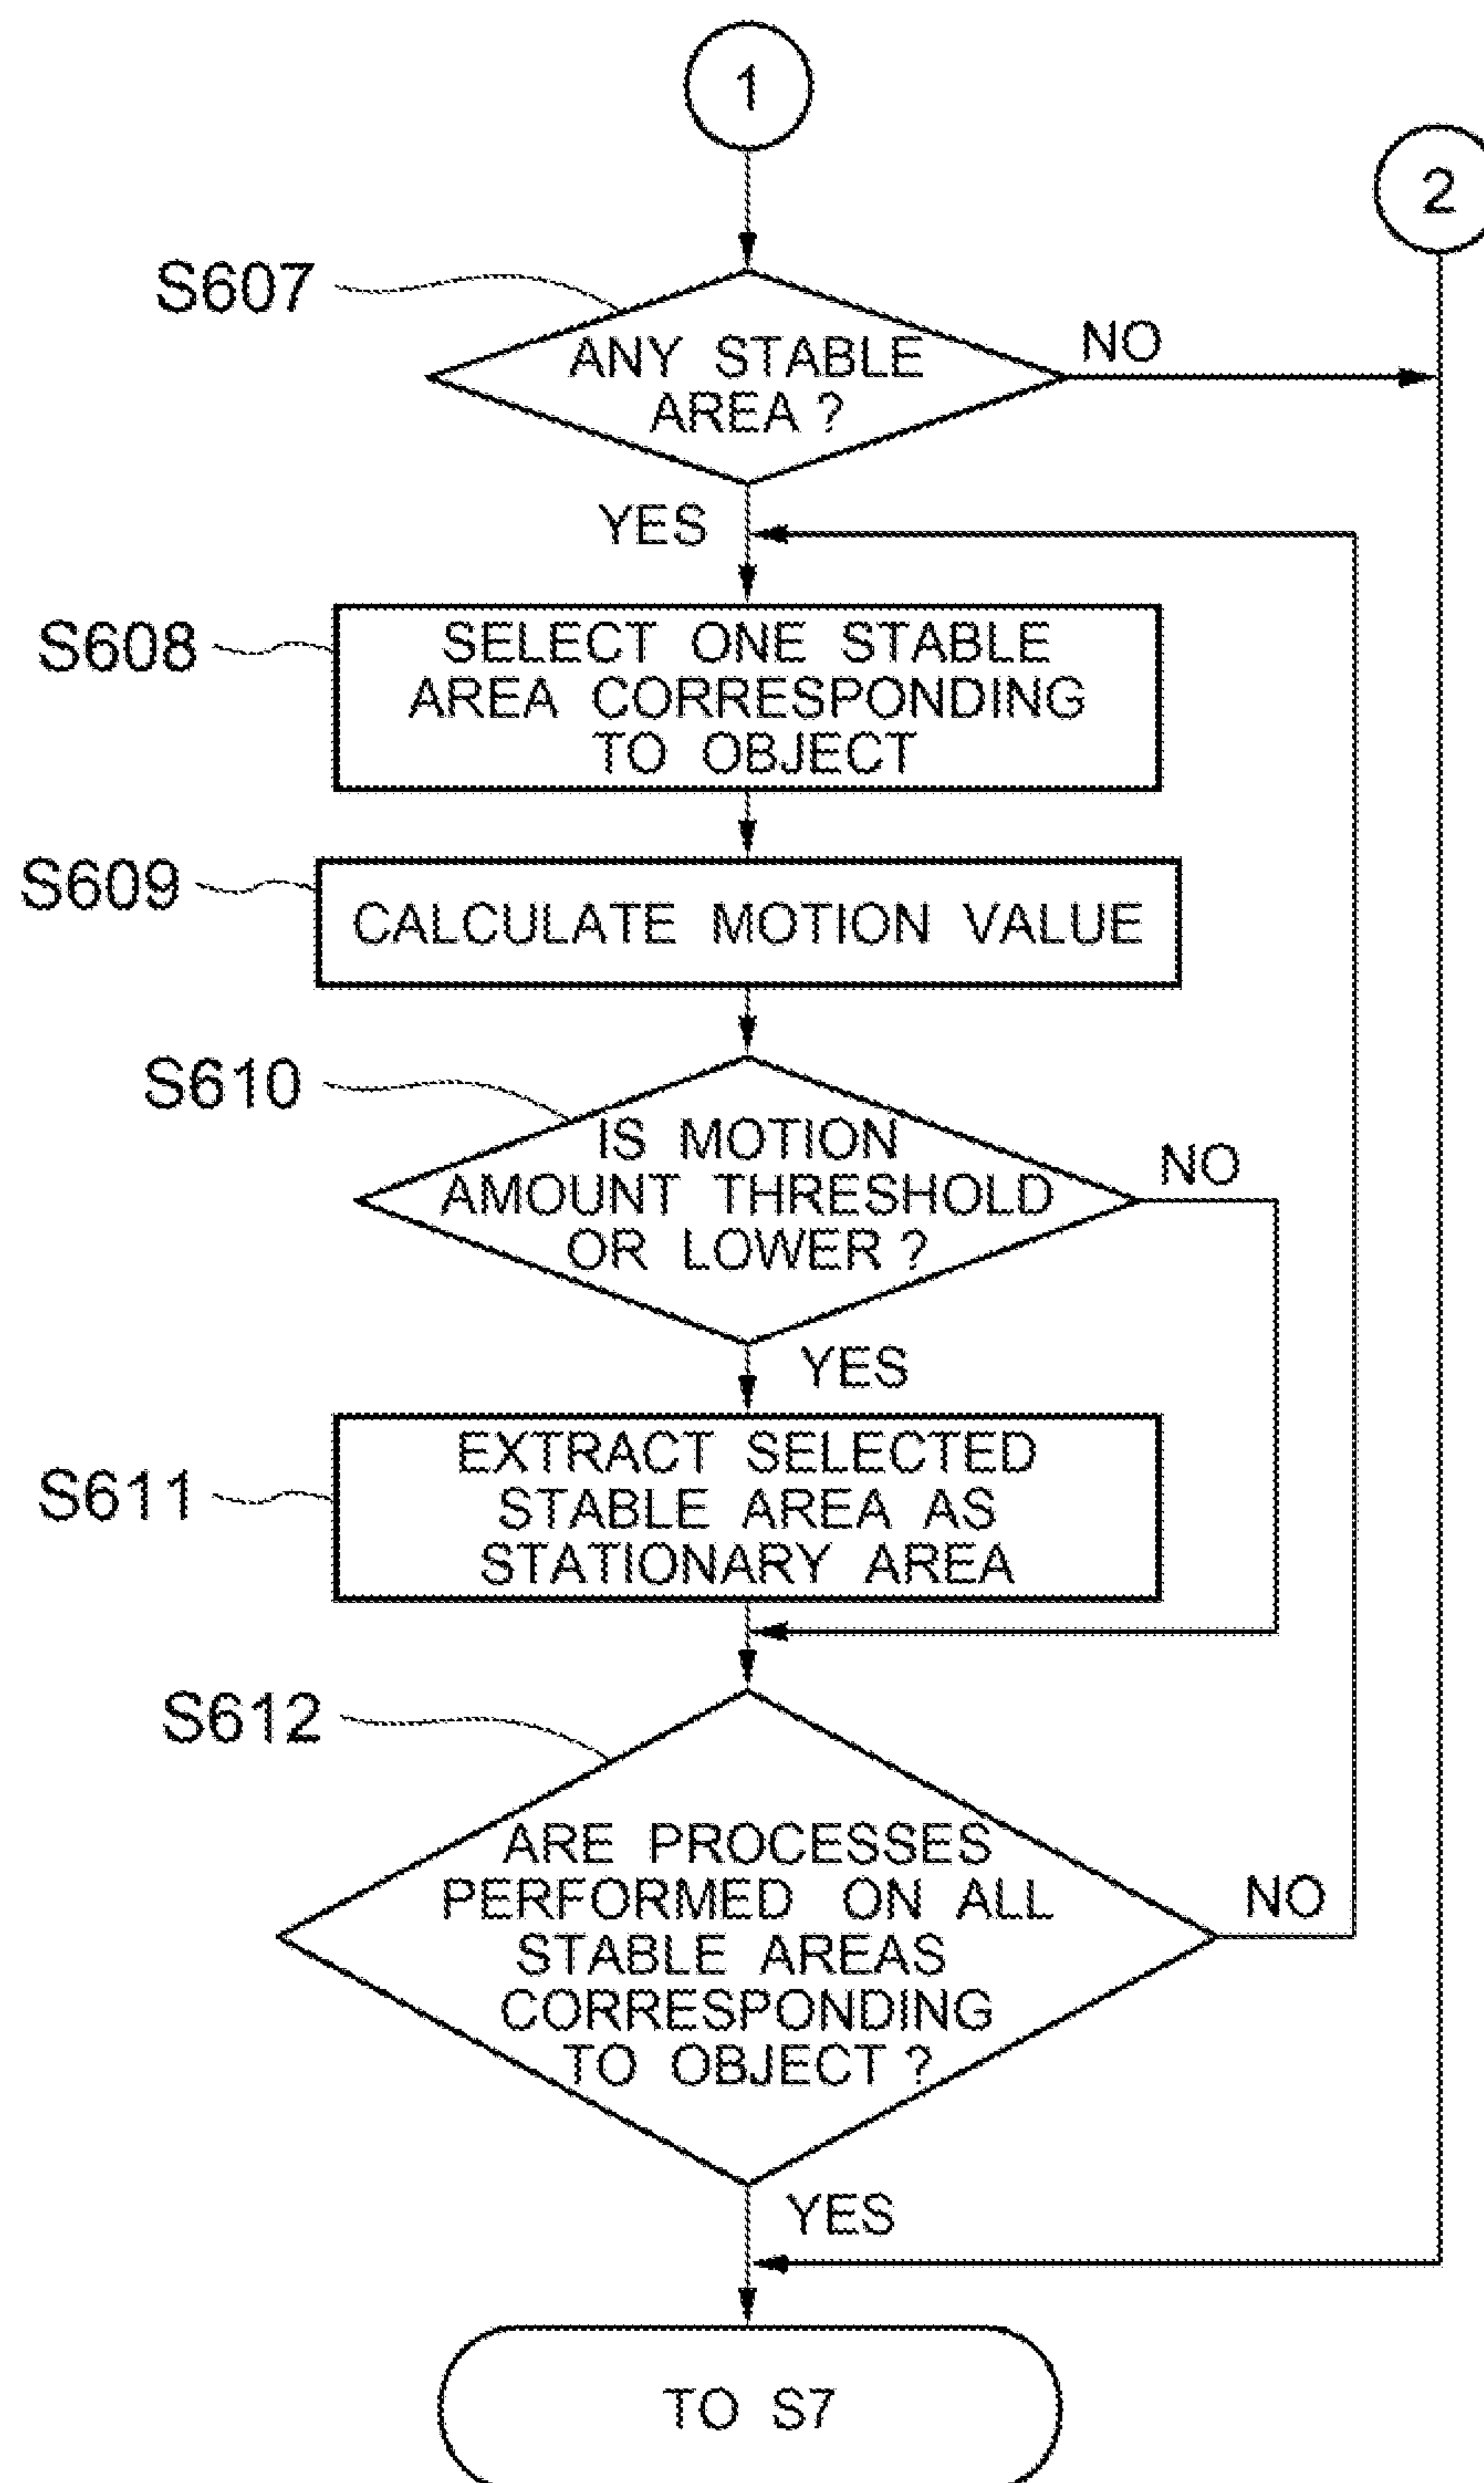 1
2
S607
ANY STABLE
AREA ?
NO
YES
S608
SELECT ONE STABLE
AREA CORRESPONDING
TO OBJECT
S609
CALCULATE MOTION VALUE
S610
IS MOTION
AMOUNT THRESHOLD
OR LOWER ?
NO
YES
S611
EXTRACT SELECTED
STABLE AREA AS
STATIONARY AREA
S612
ARE PROCESSES
PERFORMED ON ALL
STABLE AREAS
CORRESPONDING
TO OBJECT ?
NO
YES
TO S7